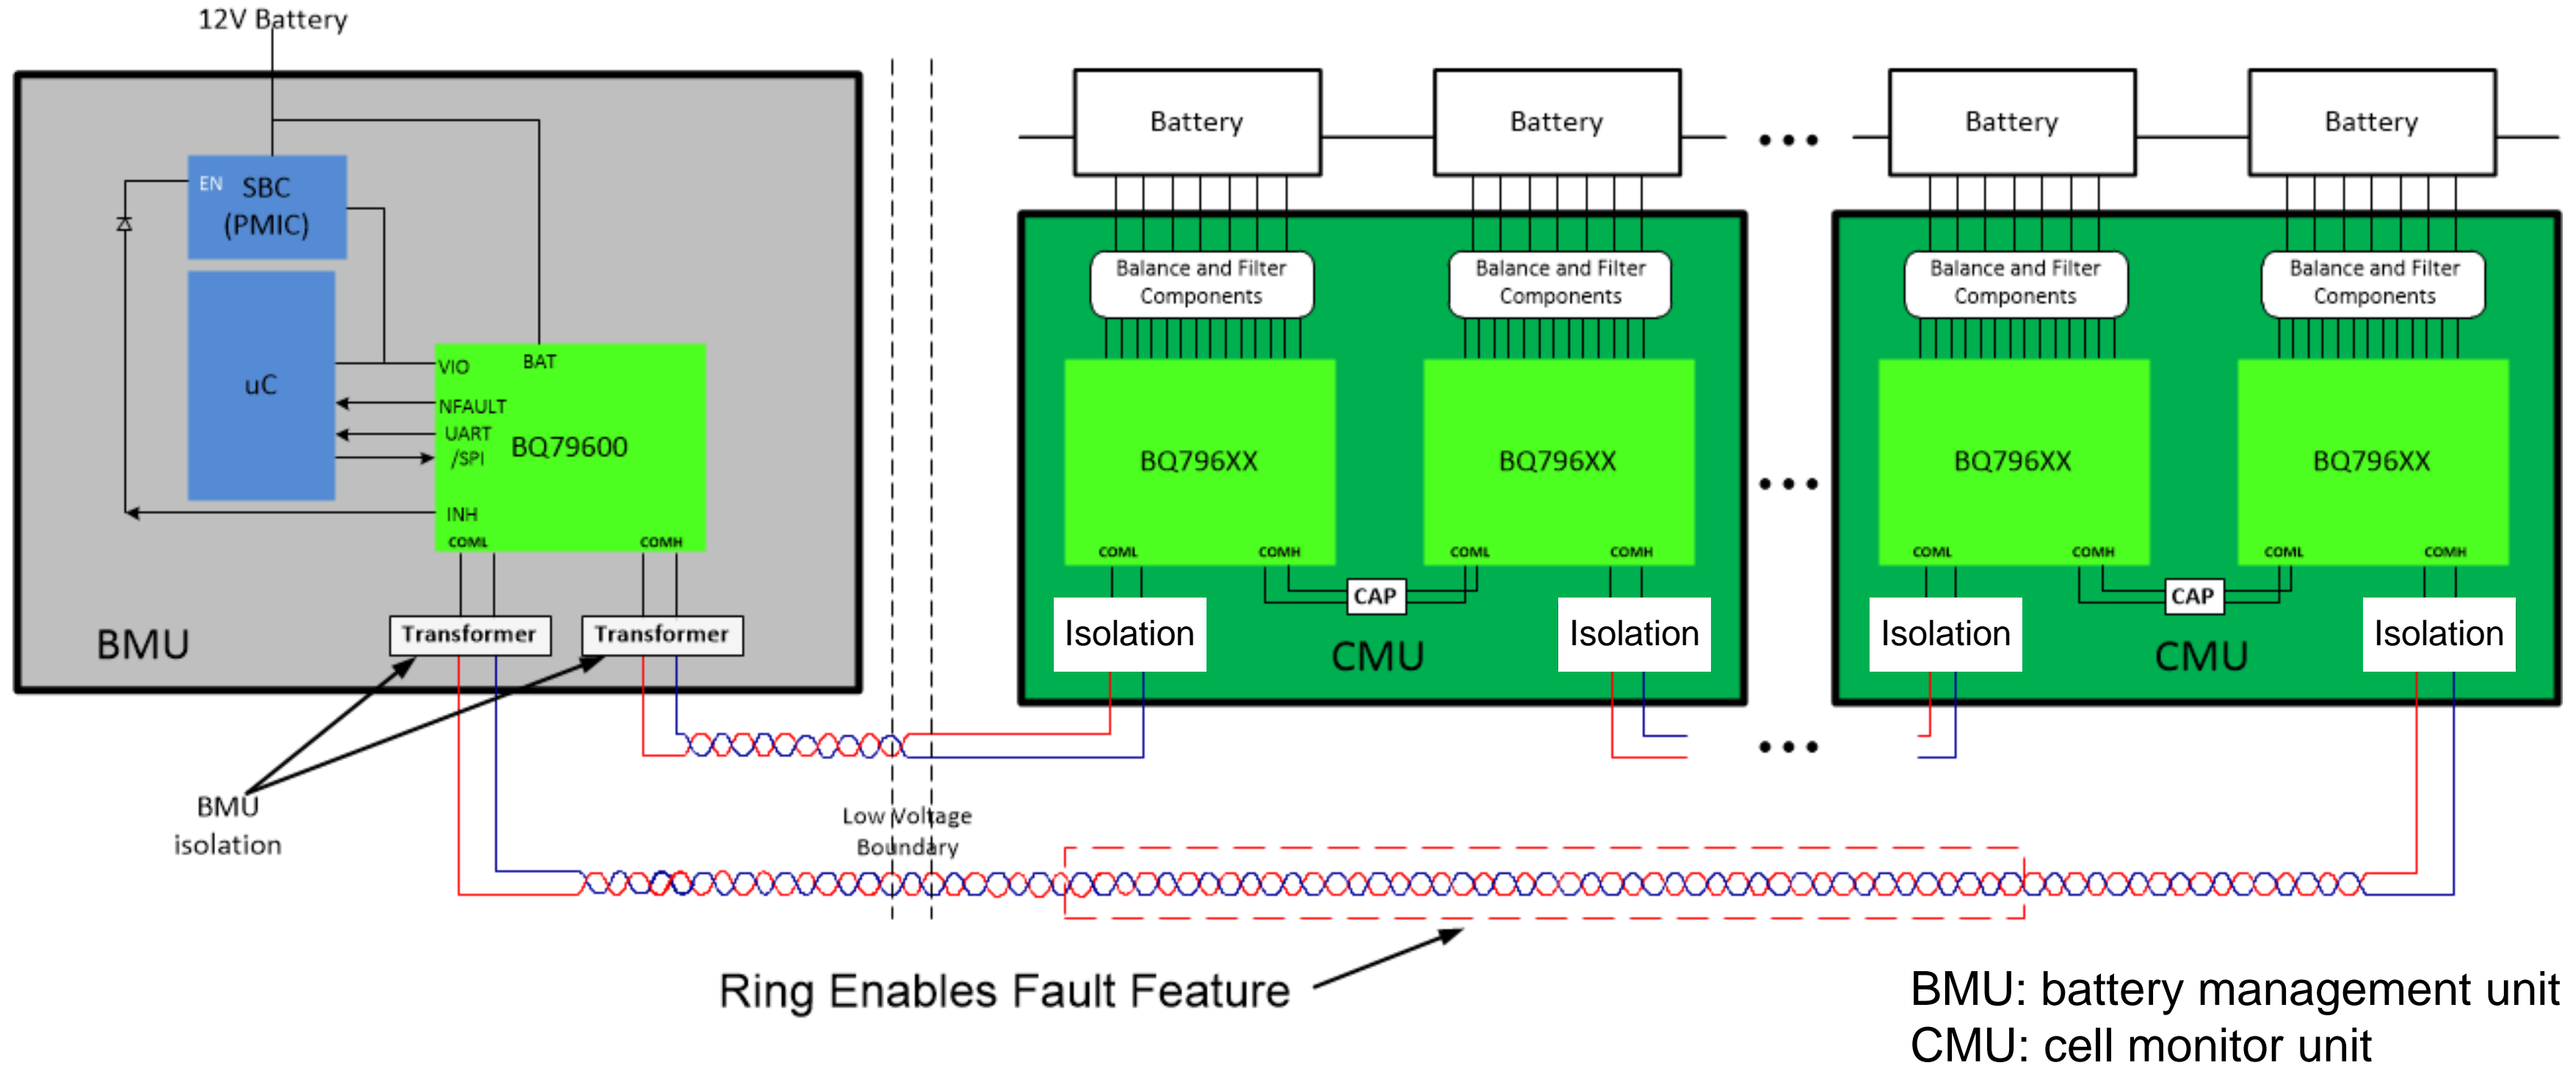 12V Battery
EN
SBC
(PMIC)
uC
VIO
BAT
NFAULT
UART
/SPI
BQ79600
INH
COML
COMH
Transformer
Transformer
BMU
BMU
isolation
Low Voltage
Boundary
Battery
Battery
Battery
Battery
Balance and Filter
Components
Balance and Filter
Components
Balance and Filter
Components
Balance and Filter
Components
BQ796XX
BQ796XX
BQ796XX
BQ796XX
COML
COMH
COML
COMH
COML
COMH
COML
COMH
CAP
CAP
Isolation
Isolation
Isolation
Isolation
CMU
CMU
Ring Enables Fault Feature
BMU: battery management unit
CMU: cell monitor unit